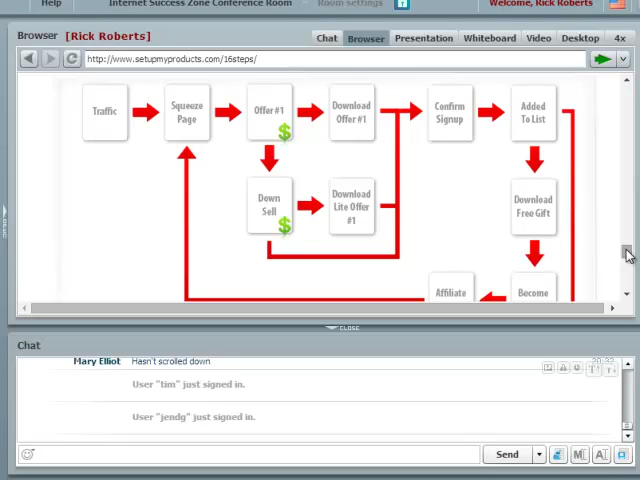 Help
Internet Success Zone Conference Room
Room settings
Welcome, Rick Roberts
Browser [Rick Roberts]
Chat
Browser
Presentation
Whiteboard
Video
Desktop
4x
http://www.setupmyproducts.com/16steps/
Traffic
Squeeze
Page
Offer #1
$
Download
Offer #1
Confirm
Signup
Added
To List
Down
Sell
$
Download
Lite Offer
#1
Download
Free Gift
Affiliate
Become
CLOSE
Chat
Mary Elliot Hasn't scrolled down 20:32
User "tim" just signed in.
User "jendg" just signed in.
Send